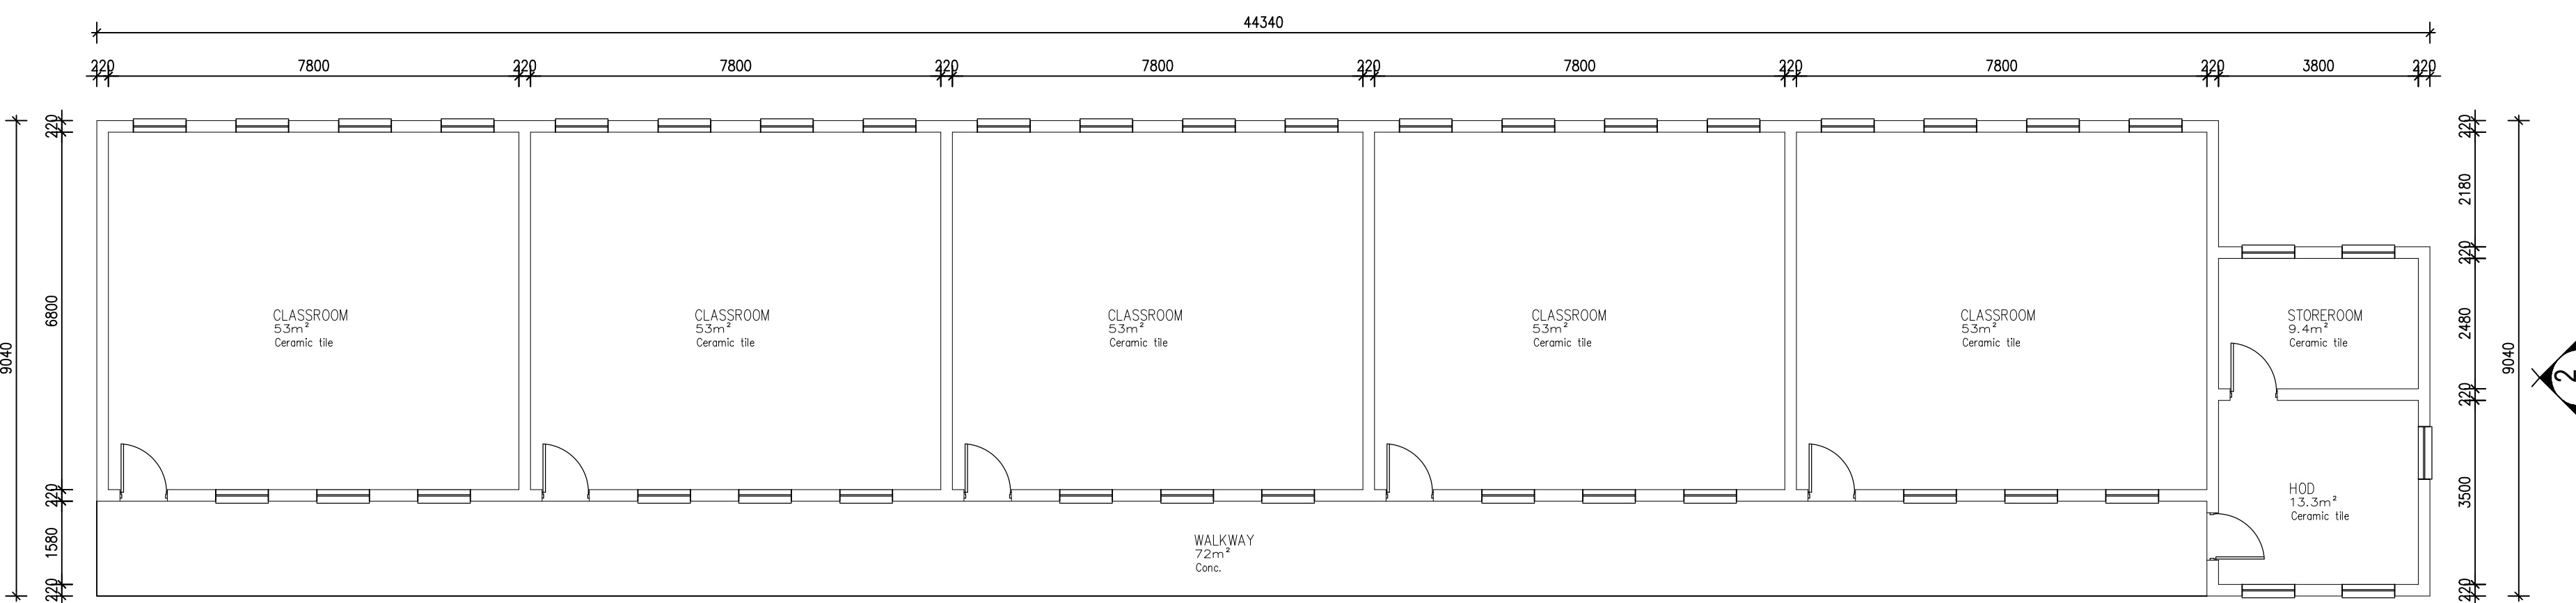 44340
220 7800 220 7800 220 7800 220 7800 220 7800 220 3800 220
9040
220
6800
220
1580
220
CLASSROOM
53m²
Ceramic tile
CLASSROOM
53m²
Ceramic tile
CLASSROOM
53m²
Ceramic tile
CLASSROOM
53m²
Ceramic tile
CLASSROOM
53m²
Ceramic tile
STOREROOM
9.4m²
Ceramic tile
HOD
13.3m²
Ceramic tile
WALKWAY
72m²
Conc.
220
2180
220
2480
220
3500
220
9040
2